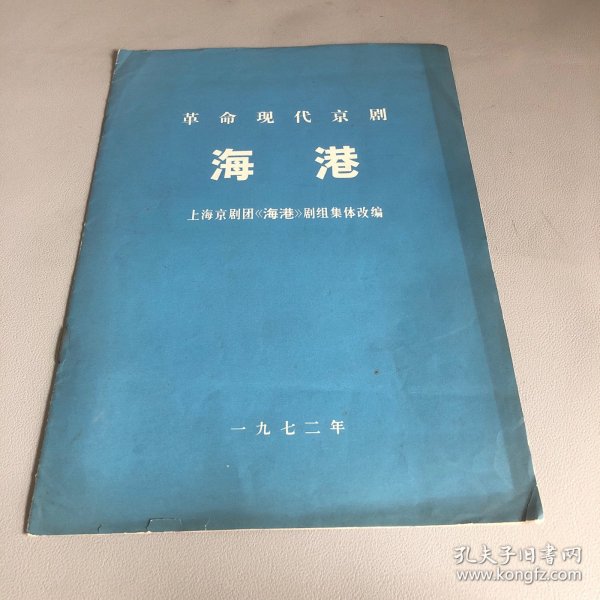 革命现代京剧
海港
上海京剧团《海港》剧组集体改编
一九七二年
孔夫子旧书网
www.kongfz.com